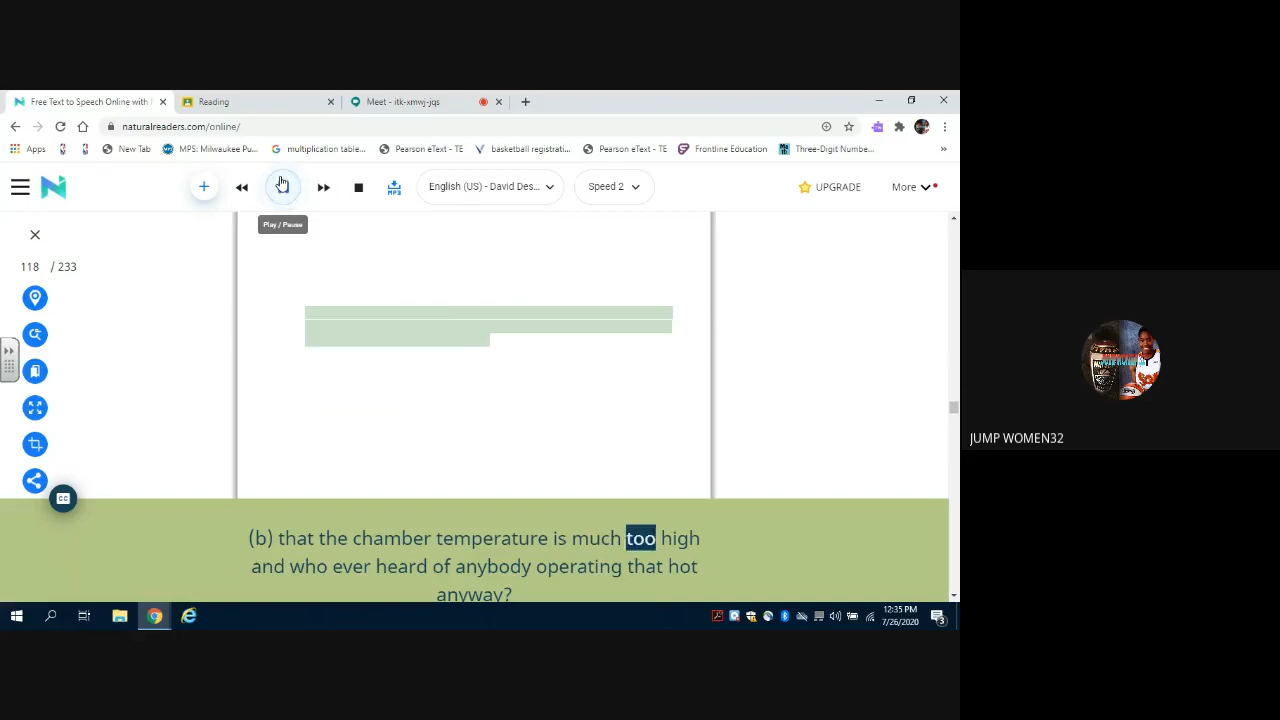 Free Text to Speech Online with
Reading
Meet - itk-xmwj-jqs
naturalreaders.com/online/
Apps
New Tab
MPS: Milwaukee Pu...
multiplication table...
Pearson eText - TE
basketball registrati...
Pearson eText - TE
Frontline Education
Three-Digit Numbe...
MP3
English (US) - David Des...
Speed 2
UPGRADE
More
Play / Pause
118 / 233
CC
(b) that the chamber temperature is much too high
and who ever heard of anybody operating that hot
anyway?
JUMP WOMEN32
12:35 PM
7/26/2020
3